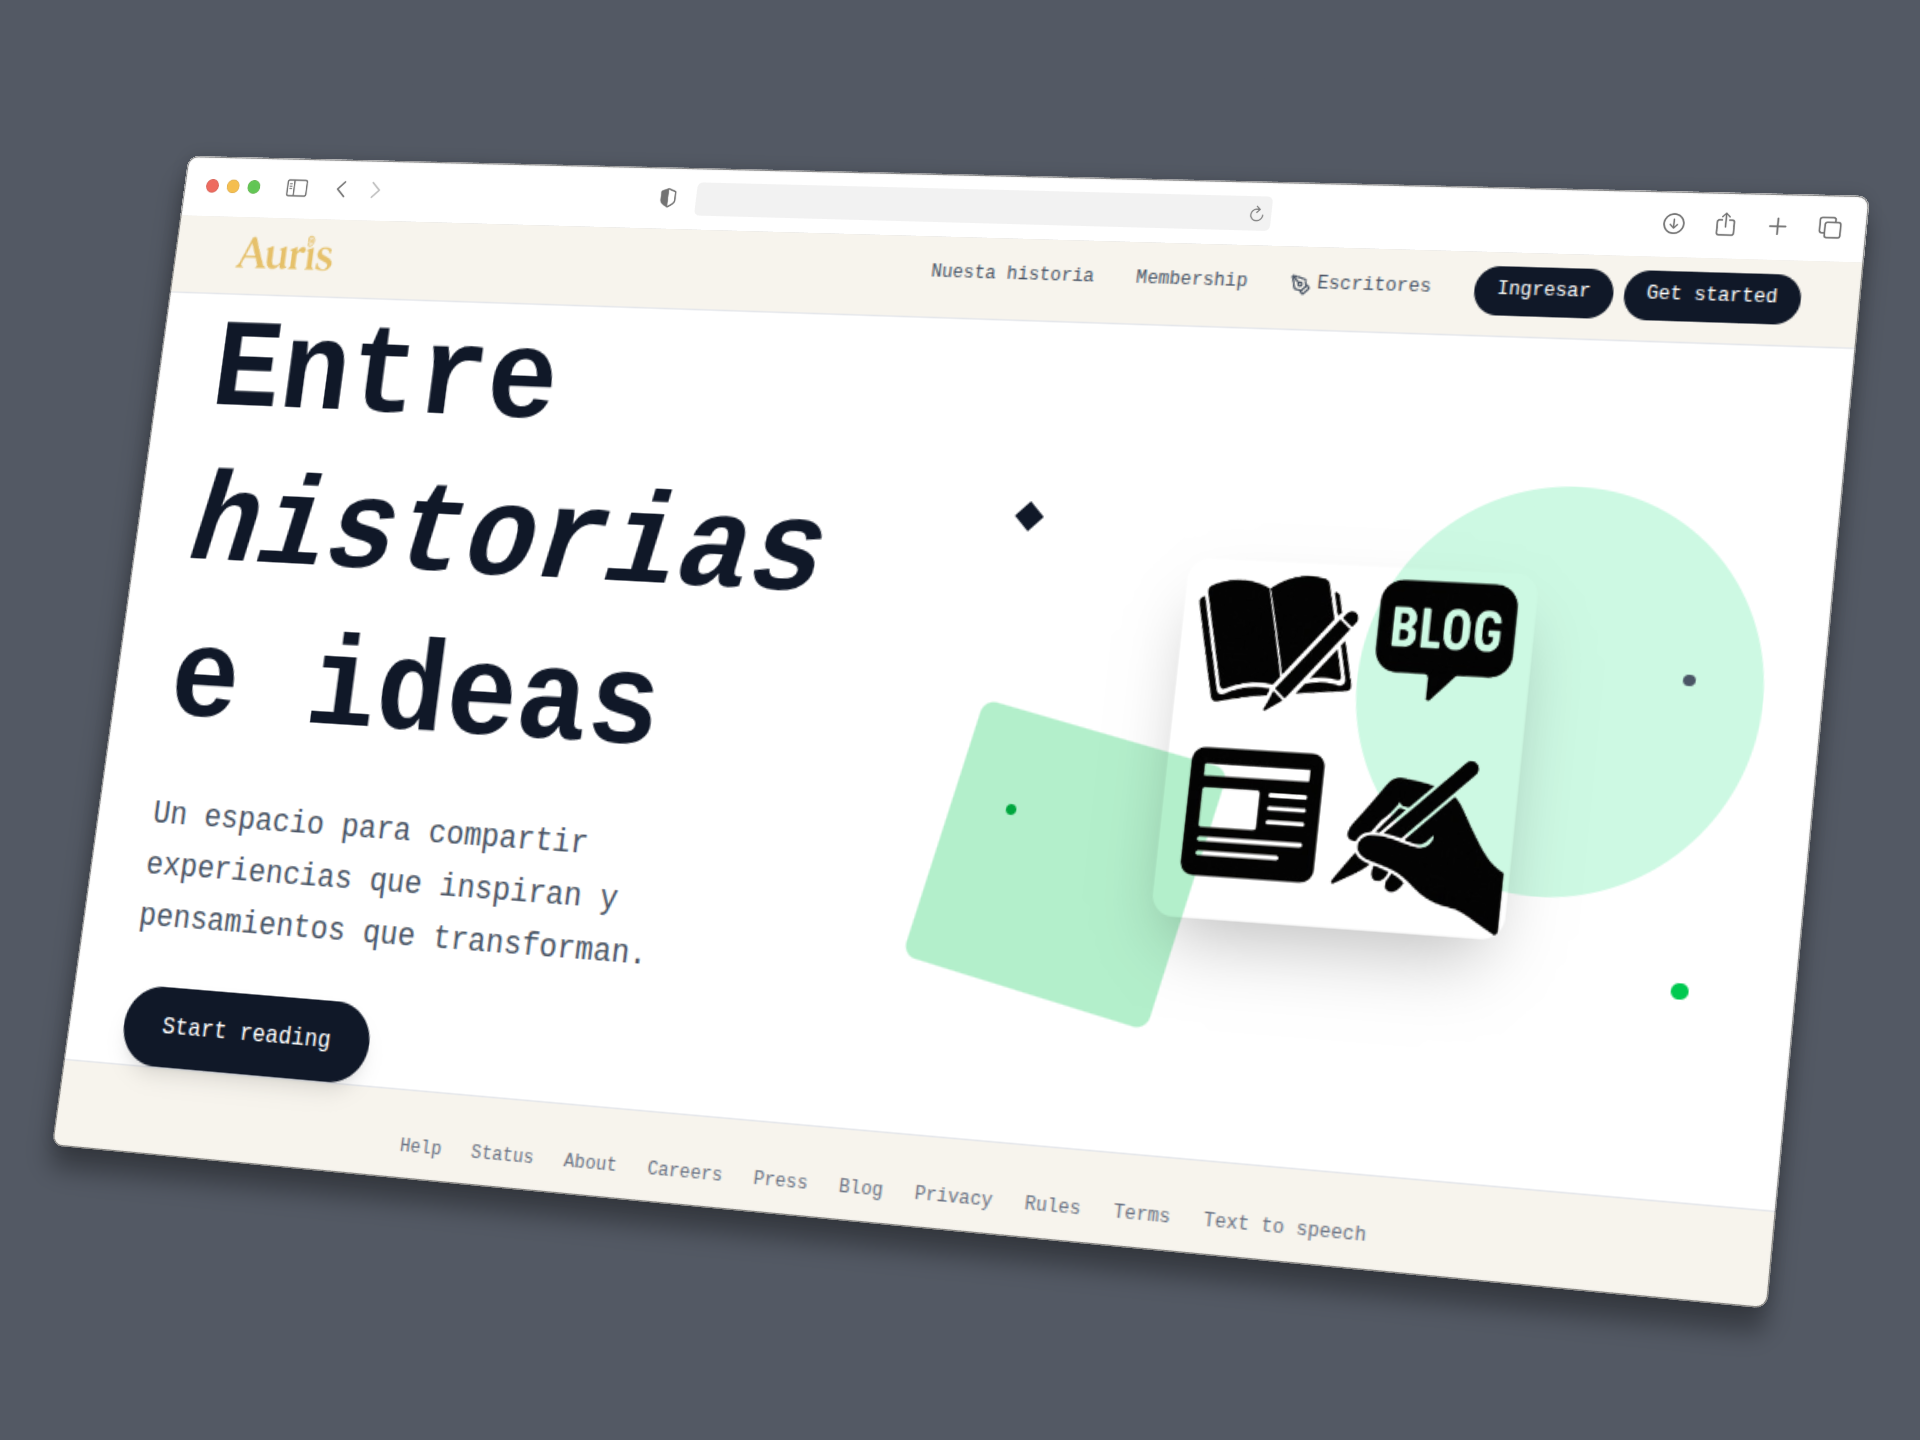 Auris
Nuesta historia
Membership
Escritores
Ingresar
Get started
Entre
historias
e ideas
BLOG
Un espacio para compartir
experiencias que inspiran y
pensamientos que transforman.
Start reading
Help Status About Careers Press Blog Privacy Rules Terms Text to speech